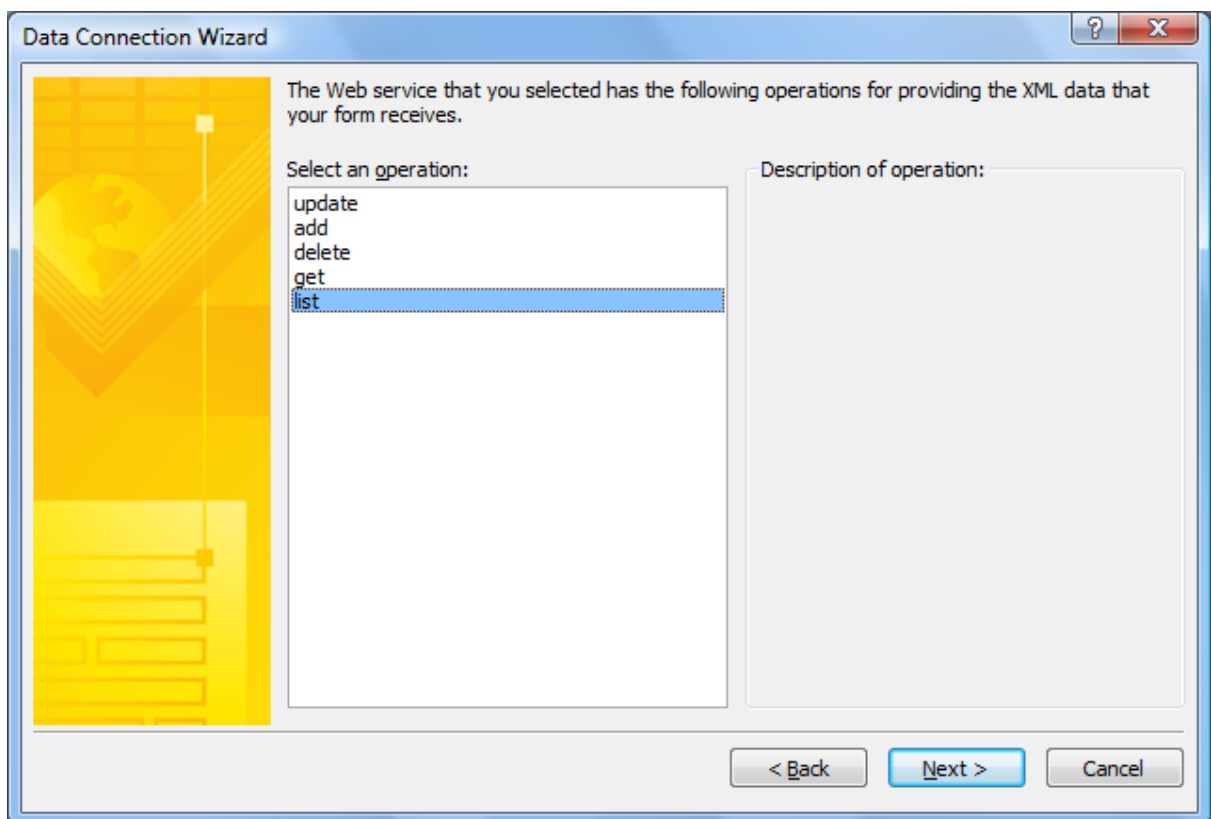 Data Connection Wizard
The Web service that you selected has the following operations for providing the XML data that
your form receives.
Select an operation:
Description of operation:
update
add
delete
get
list
< Back
Next >
Cancel